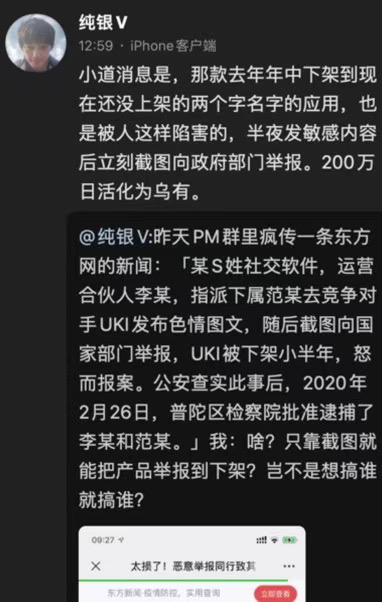 纯银V
12:59 · iPhone客户端
小道消息是，那款去年年中下架到现
在还没上架的两个字名字的应用，也
是被人这样陷害的，半夜发敏感内容
后立刻截图向政府部门举报。200万
日活化为乌有。
@纯银V:昨天PM群里疯传一条东方
网的新闻：「某S姓社交软件，运营
合伙人李某，指派下属范某去竞争对
手UKI发布色情图文，随后截图向国
家部门举报，UKI被下架小半年，怒
而报案。公安查实此事后，2020年
2月26日，普陀区检察院批准逮捕了
李某和范某。」我：啥？只靠截图就
能把产品举报到下架？岂不是想搞谁
就搞谁？
09:27
太损了！恶意举报同行致其
东方新闻·疫情防控，实用查询
立即查看